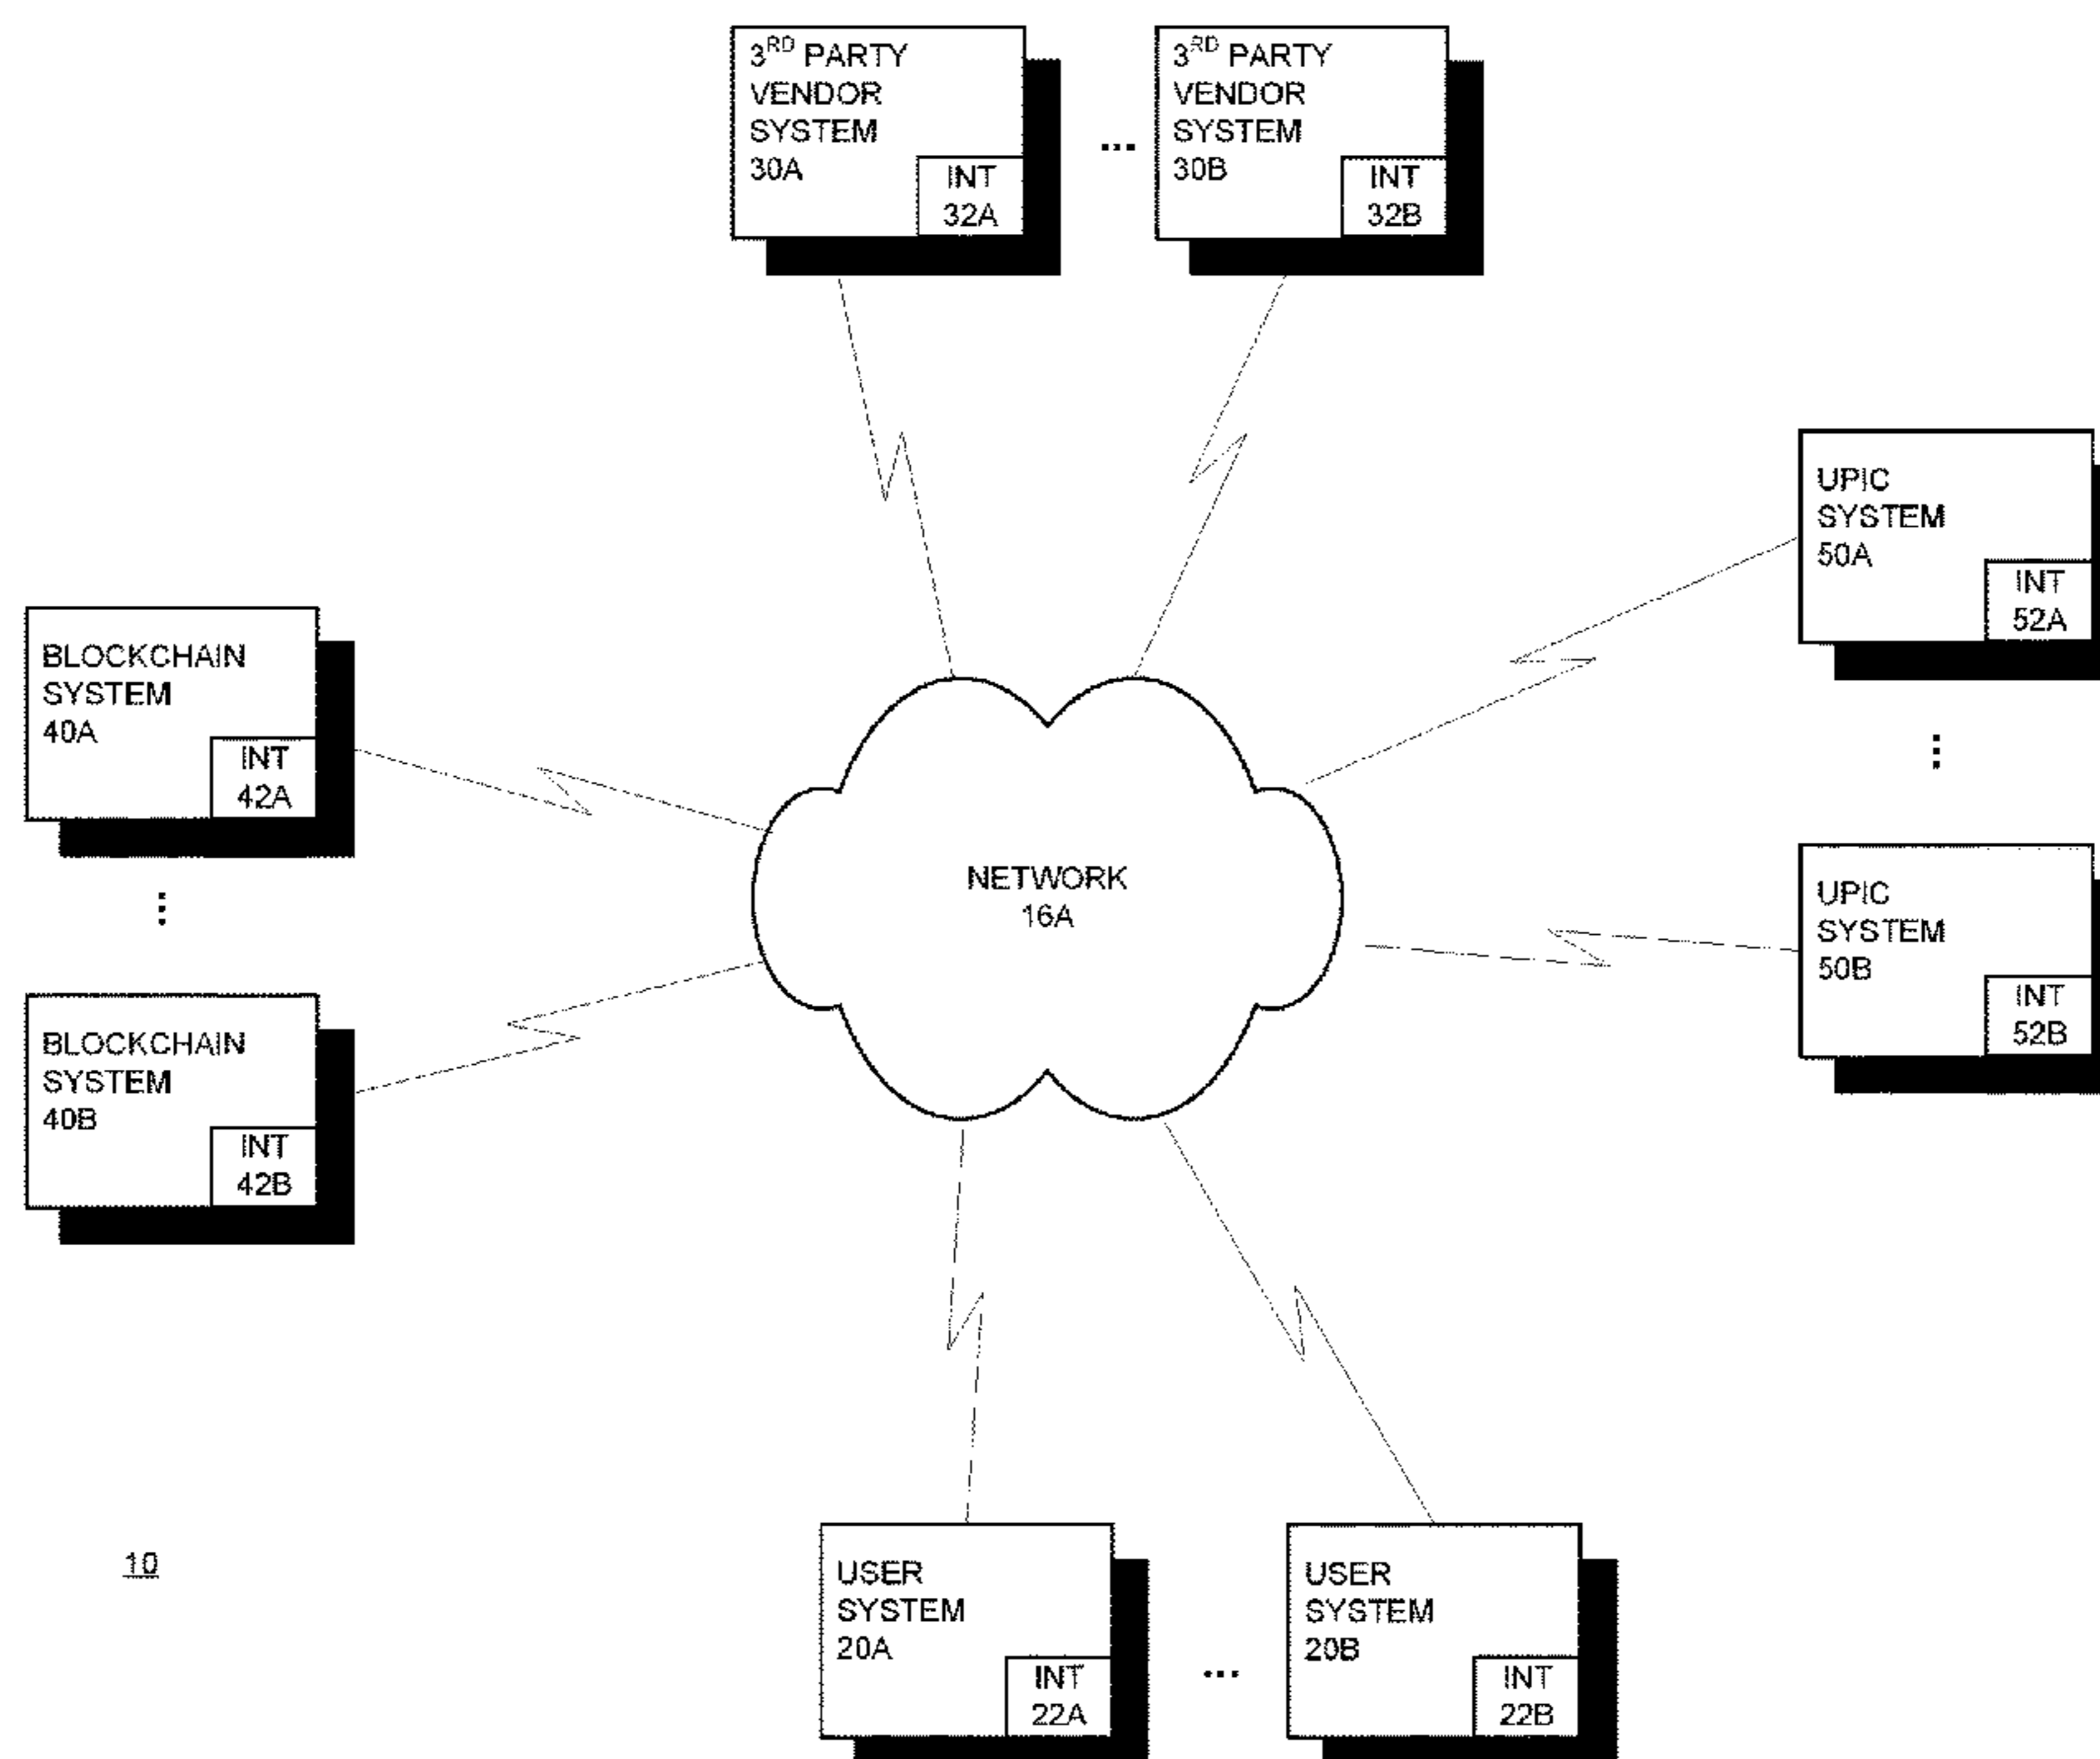 3RD PARTY
VENDOR
SYSTEM
30A
INT
32A
...
3RD PARTY
VENDOR
SYSTEM
30B
INT
32B
UPIC
SYSTEM
50A
INT
52A
...
BLOCKCHAIN
SYSTEM
40A
INT
42A
...
NETWORK
16A
UPIC
SYSTEM
50B
INT
52B
BLOCKCHAIN
SYSTEM
40B
INT
42B
10
USER
SYSTEM
20A
INT
22A
...
USER
SYSTEM
20B
INT
22B